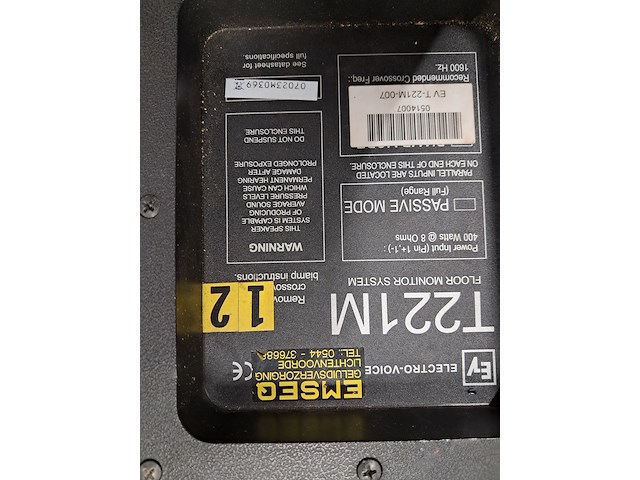 EV ELECTRO-VOICE
CE
EMSEQ
GELUIDSVERZORGING
LICHTENVOORDE
TEL.: 0544 - 37668
T221M
FLOOR MONITOR SYSTEM
12
Power Input (Pin 1+,1-) :
400 Watts @ 8 Ohms
PASSIVE MODE
(Full Range)
PARALLEL INPUTS ARE LOCATED
ON EACH END OF THIS ENCLOSURE.
0514007
EV T-221M-007
Recommended Crossover Freq.:
1600 Hz.
Remov
crossov
biamp instructions.
WARNING
THIS SPEAKER
SYSTEM IS CAPABLE
OF PRODUCING
AVERAGE SOUND
PRESSURE LEVELS
WHICH CAN CAUSE
PERMANENT HEARING
DAMAGE AFTER
PROLONGED EXPOSURE
DO NOT SUSPEND
THIS ENCLOSURE
07023M0369
See datasheet for
full specifications.